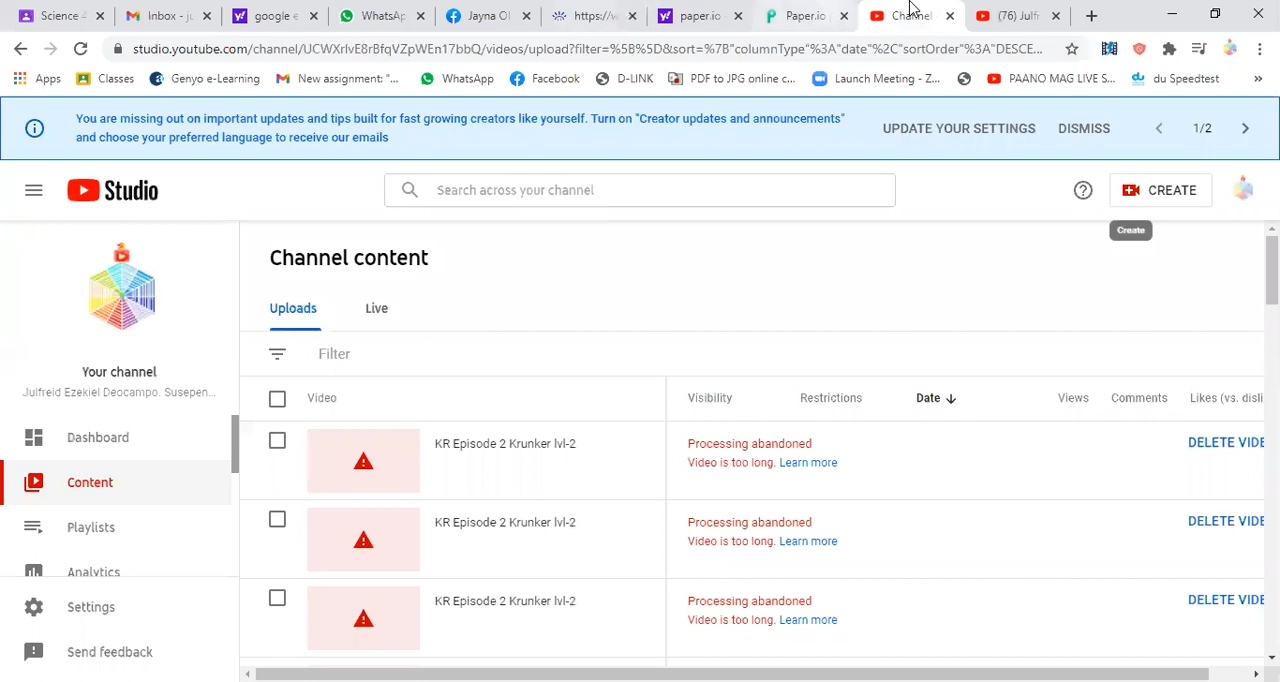 Science -
Inbox - ju
google e
WhatsAp
Jayna Ol
https://w
paper.io
Paper.io
Channe
(76) Julf
studio.youtube.com/channel/UCWXrIvE8rBfqVZpWEn17bbQ/videos/upload?filter=%5B%5D&sort=%7B"columnType"%3A"date"%2C"sortOrder"%3A"DESCE...
Apps
Classes
Genyo e-Learning
New assignment: "...
WhatsApp
Facebook
D-LINK
PDF for JPG online c...
Launch Meeting - Z...
PAANO MAG LIVE S...
du Speedtest
»
You are missing out on important updates and tips built for fast growing creators like yourself. Turn on "Creator updates and announcements"
and choose your preferred language to receive our emails
UPDATE YOUR SETTINGS
DISMISS
1/2
Studio
Search across your channel
CREATE
Create
Your channel
Julfreid Ezekiel Deocampo. Susepen...
Dashboard
Content
Playlists
Analytics
Settings
Send feedback
Channel content
Uploads
Live
Filter
Video
Visibility
Restrictions
Date
Views
Comments
Likes (vs. disli
KR Episode 2 Krunker lvl-2
Processing abandoned
Video is too long. Learn more
DELETE VIDE
KR Episode 2 Krunker lvl-2
Processing abandoned
Video is too long. Learn more
DELETE VIDE
KR Episode 2 Krunker lvl-2
Processing abandoned
Video is too long. Learn more
DELETE VIDE